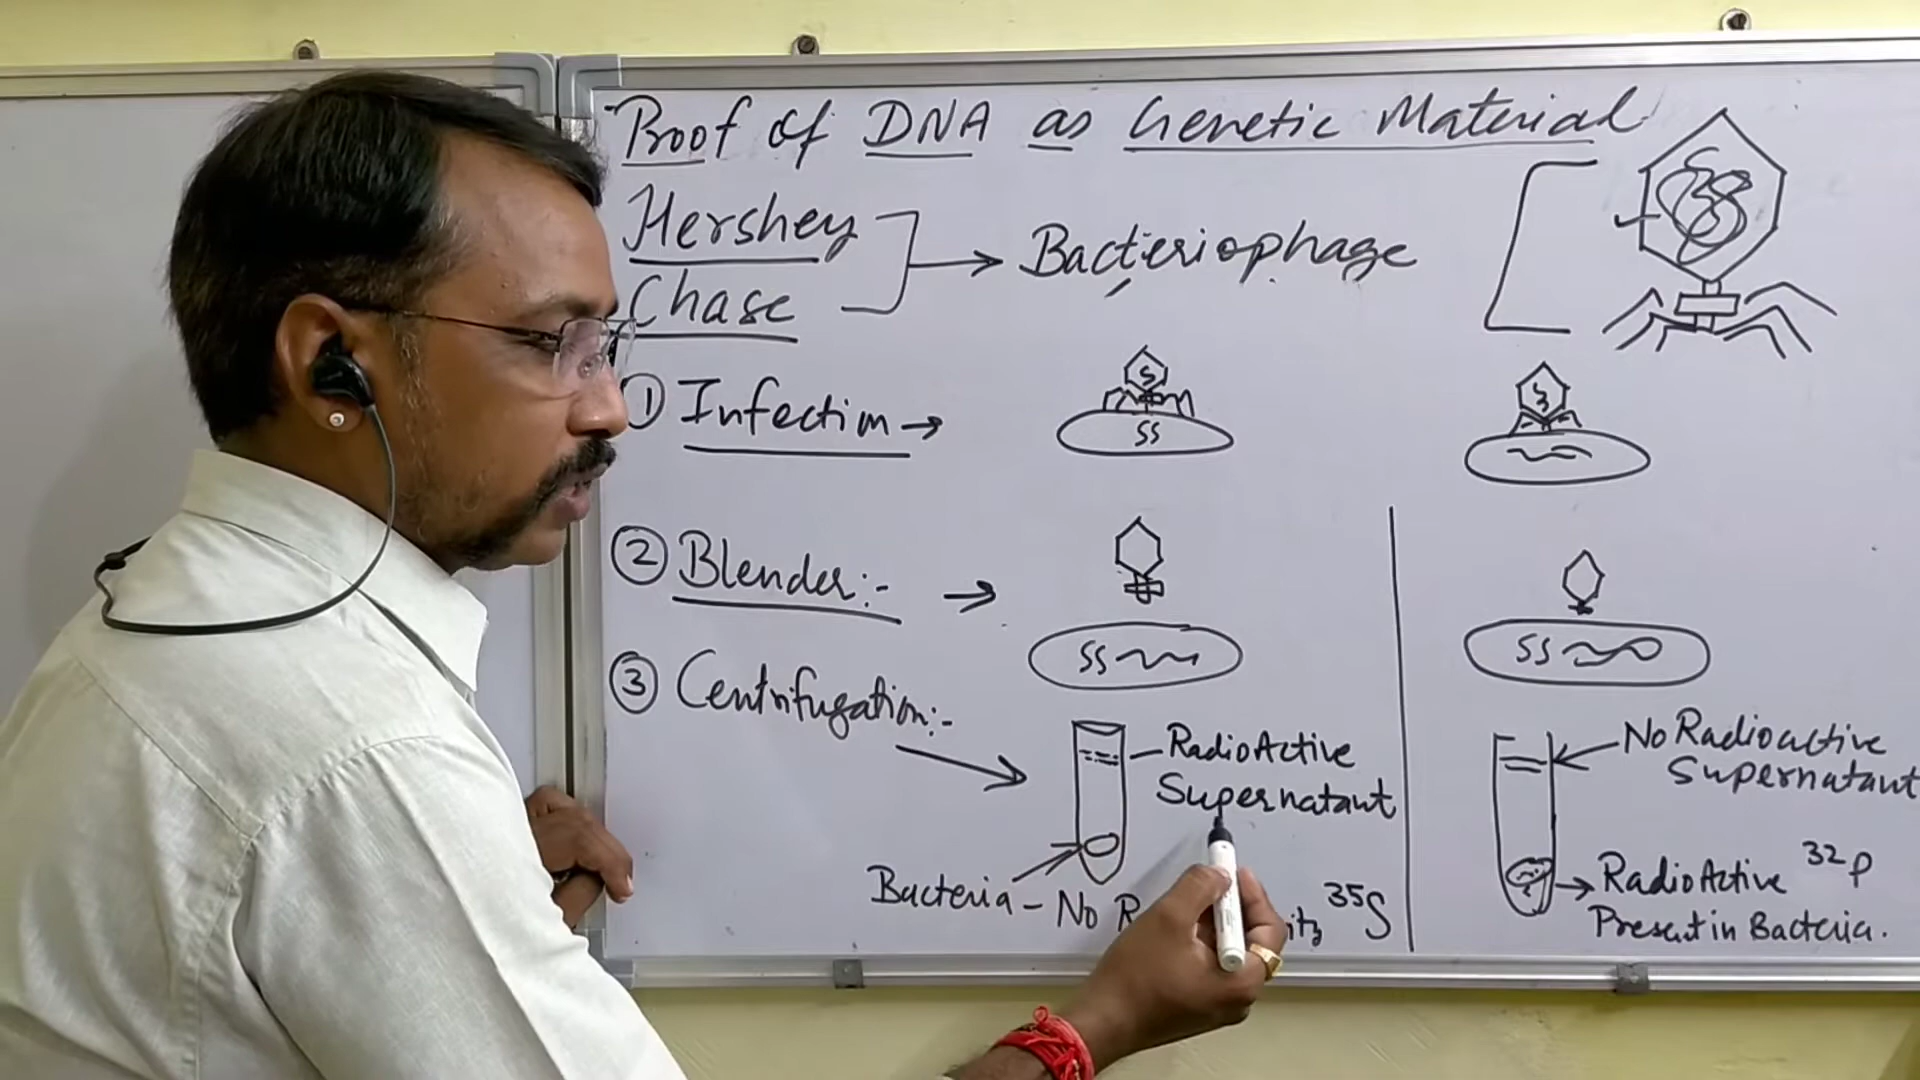 Proof of DNA as Genetic Material
Hershey
Chase
Bacteriophage
① Infection
SS
② Blender:-
SS
SS
③ Centrifugation:-
RadioActive
Supernatant
Bacteria - No
35S
No Radioactive
Supernatant
RadioActive 32P
Present in Bacteria.